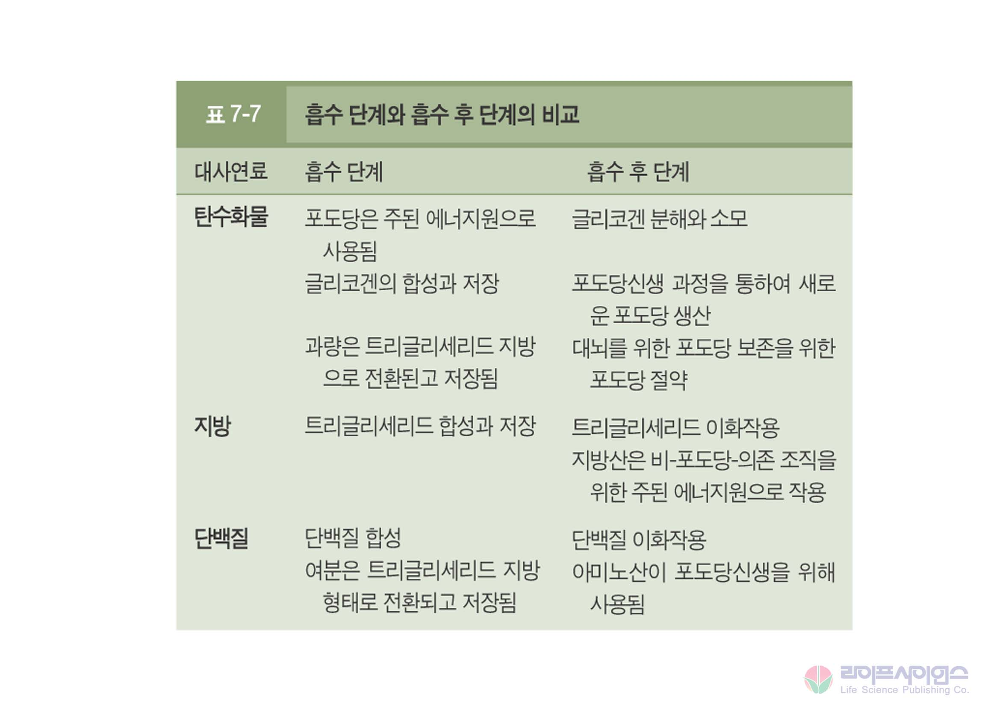 표 7-7 흡수 단계와 흡수 후 단계의 비교
대사연료 흡수 단계 흡수 후 단계
탄수화물 포도당은 주된 에너지원으로 글리코겐 분해와 소모
사용됨
글리코겐의 합성과 저장 포도당신생 과정을 통하여 새로
운 포도당 생산
과량은 트리글리세리드 지방 대뇌를 위한 포도당 보존을 위한
으로 전환된고 저장됨 포도당 절약
지방 트리글리세리드 합성과 저장 트리글리세리드 이화작용
지방산은 비-포도당-의존 조직을
위한 주된 에너지원으로 작용
단백질 단백질 합성 단백질 이화작용
여분은 트리글리세리드 지방 아미노산이 포도당신생을 위해
형태로 전환되고 저장됨 사용됨
라이프사이언스
Life Science Publishing Co.